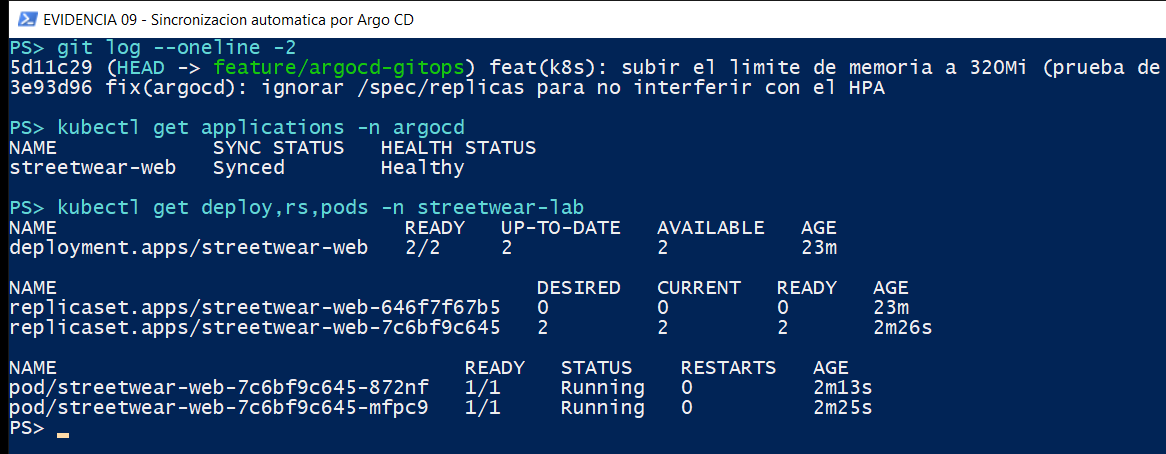 EVIDENCIA 09 - Sincronizacion automatica por Argo CD
PS> git log --oneline -2
5d11c29 (HEAD -> feature/argocd-gitops) feat(k8s): subir el limite de memoria a 320Mi (prueba de
3e93d96 fix(argocd): ignorar /spec/replicas para no interferir con el HPA
PS> kubectl get applications -n argocd
NAME SYNC STATUS HEALTH STATUS
streetwear-web Synced Healthy
PS> kubectl get deploy,rs,pods -n streetwear-lab
NAME READY UP-TO-DATE AVAILABLE AGE
deployment.apps/streetwear-web 2/2 2 2 23m
NAME DESIRED CURRENT READY AGE
replicaset.apps/streetwear-web-646f7f67b5 0 0 0 23m
replicaset.apps/streetwear-web-7c6bf9c645 2 2 2 2m26s
NAME READY STATUS RESTARTS AGE
pod/streetwear-web-7c6bf9c645-872nf 1/1 Running 0 2m13s
pod/streetwear-web-7c6bf9c645-mfpc9 1/1 Running 0 2m25s
PS>